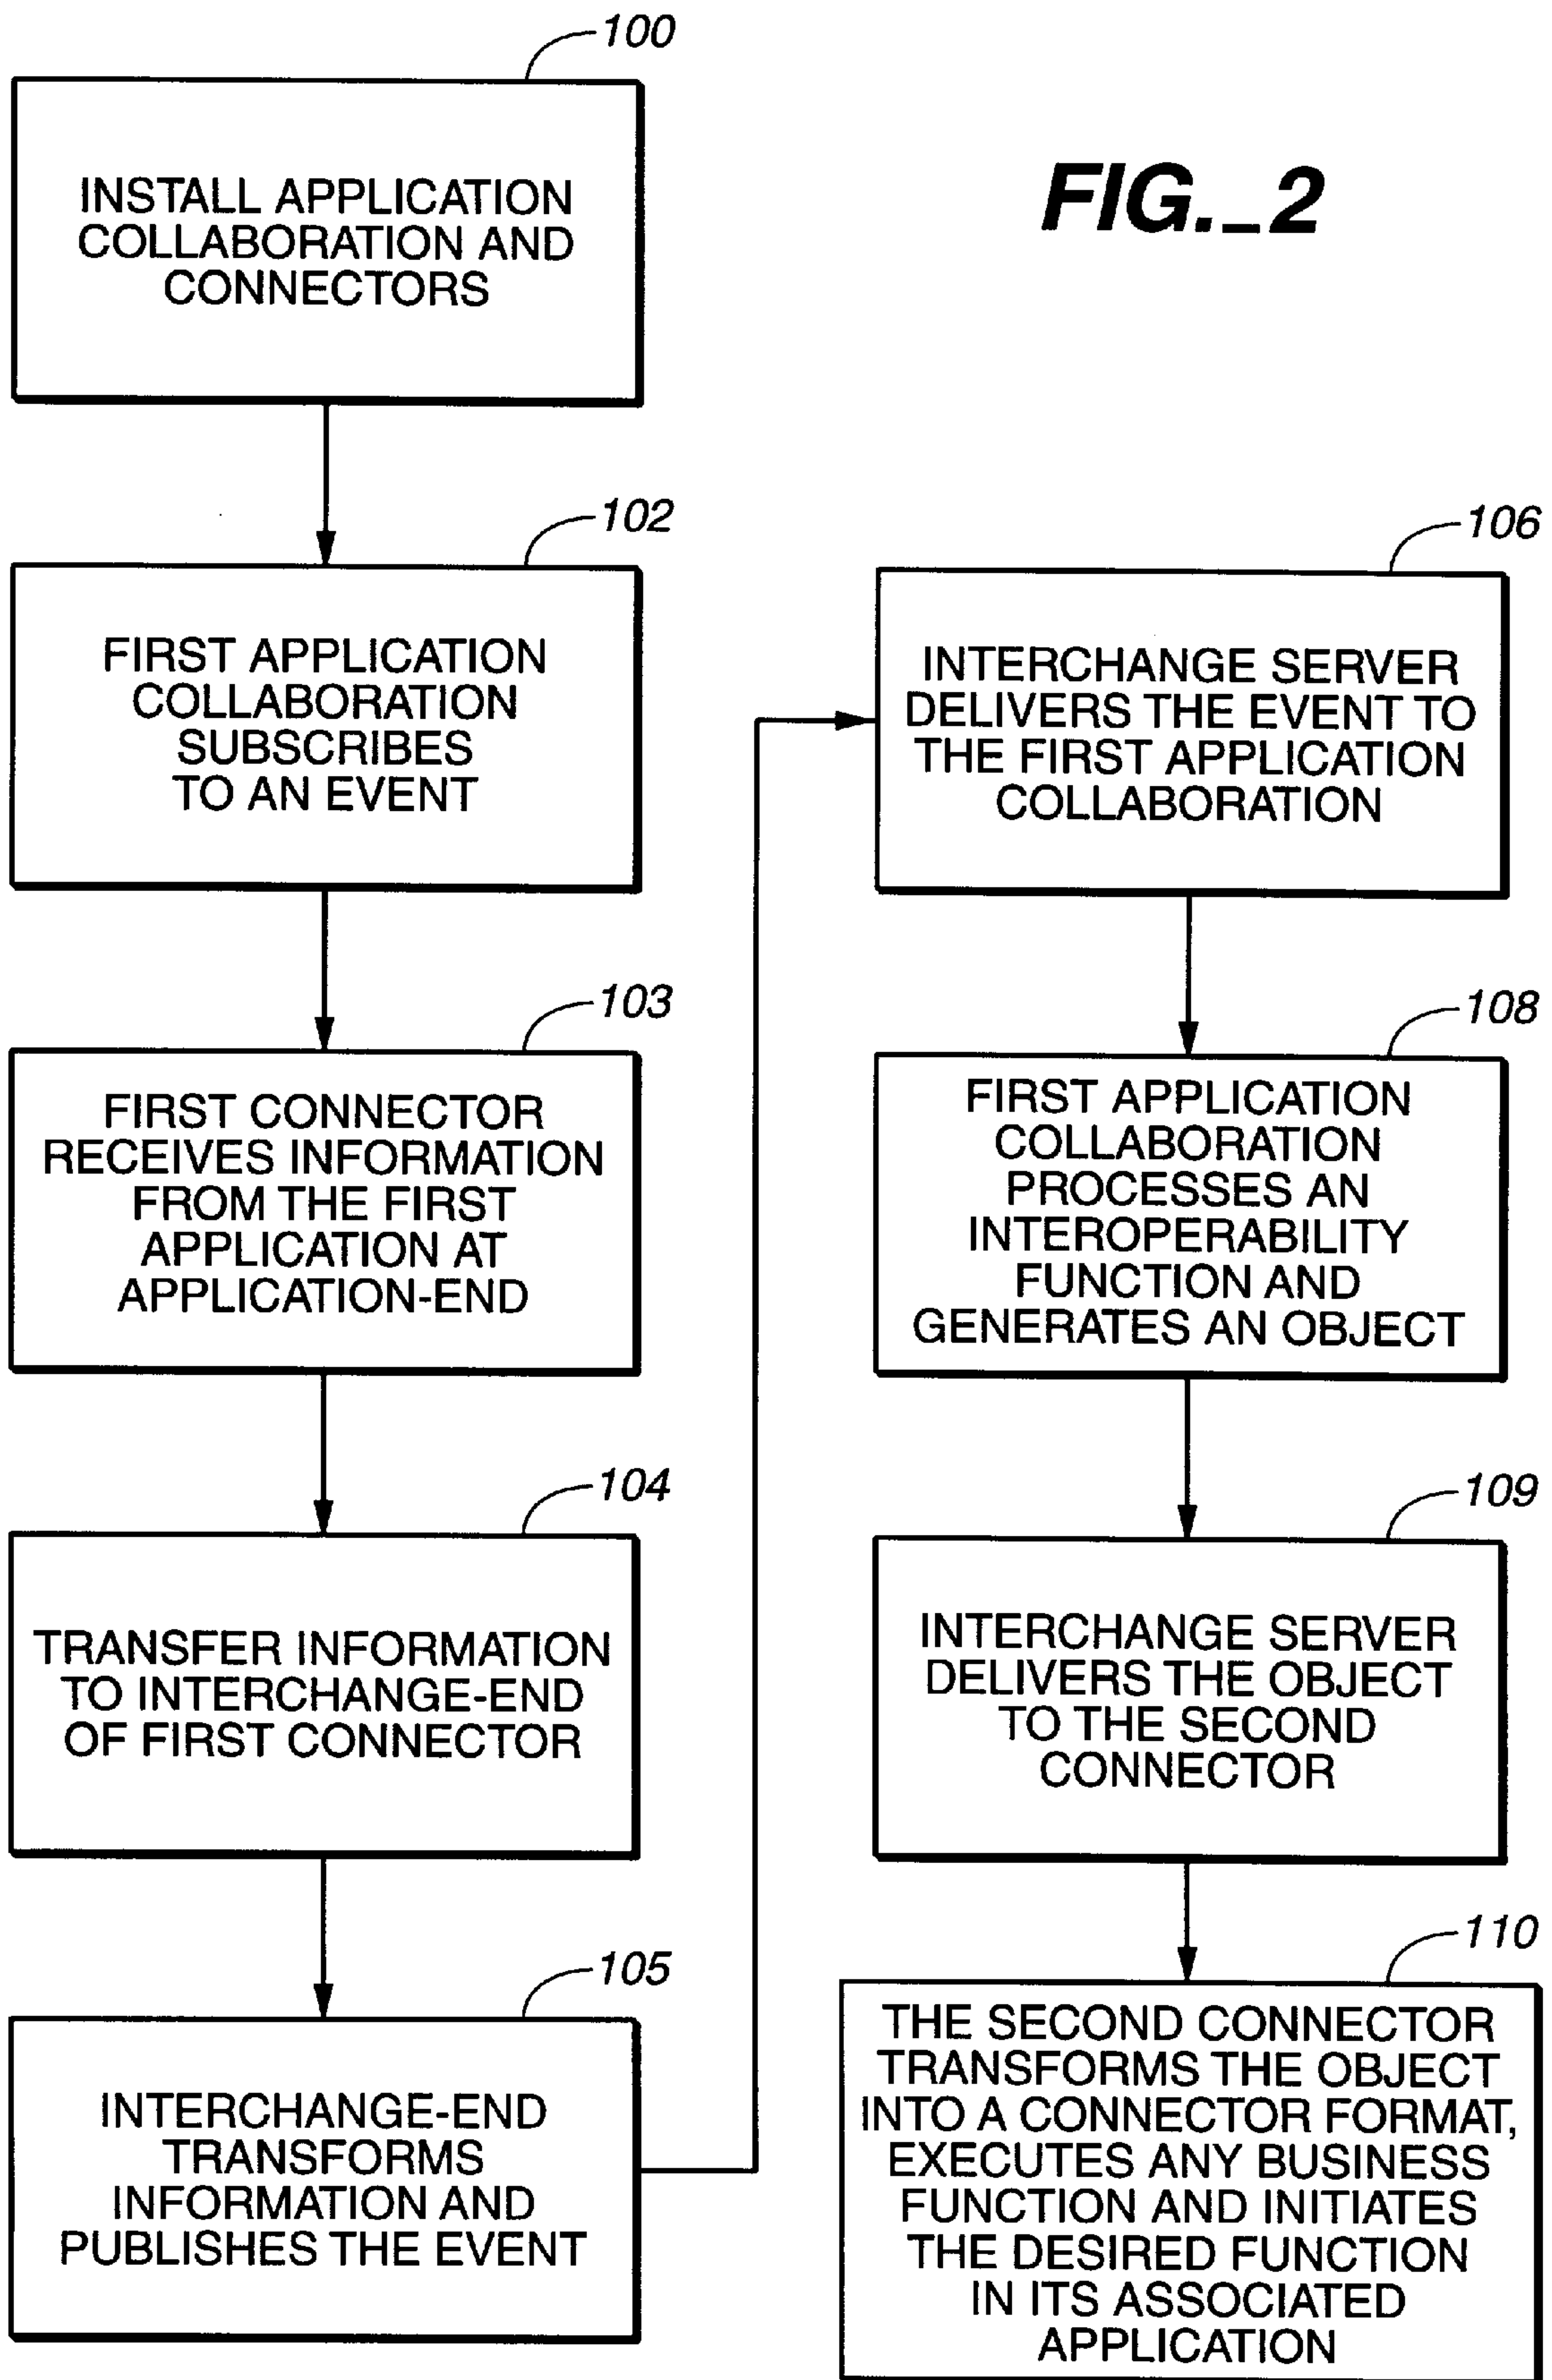 FIG._2
100
INSTALL APPLICATION
COLLABORATION AND
CONNECTORS
102
FIRST APPLICATION
COLLABORATION
SUBSCRIBES
TO AN EVENT
103
FIRST CONNECTOR
RECEIVES INFORMATION
FROM THE FIRST
APPLICATION AT
APPLICATION-END
104
TRANSFER INFORMATION
TO INTERCHANGE-END
OF FIRST CONNECTOR
105
INTERCHANGE-END
TRANSFORMS
INFORMATION AND
PUBLISHES THE EVENT
106
INTERCHANGE SERVER
DELIVERS THE EVENT TO
THE FIRST APPLICATION
COLLABORATION
108
FIRST APPLICATION
COLLABORATION
PROCESSES AN
INTEROPERABILITY
FUNCTION AND
GENERATES AN OBJECT
109
INTERCHANGE SERVER
DELIVERS THE OBJECT
TO THE SECOND
CONNECTOR
110
THE SECOND CONNECTOR
TRANSFORMS THE OBJECT
INTO A CONNECTOR FORMAT,
EXECUTES ANY BUSINESS
FUNCTION AND INITIATES
THE DESIRED FUNCTION
IN ITS ASSOCIATED
APPLICATION